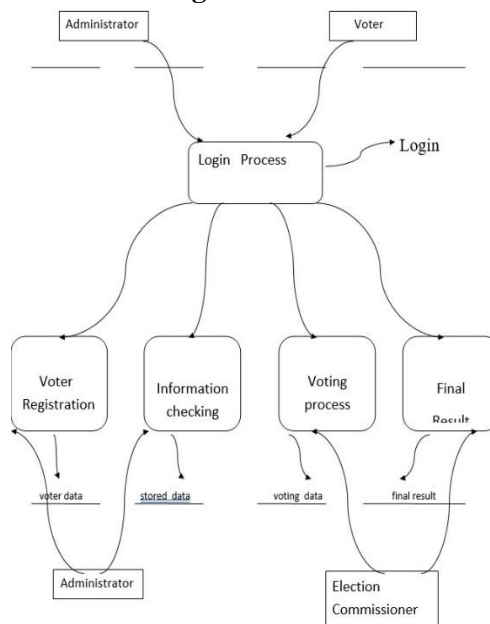 Administrator
Voter
Login Process
Login
Voter
Registration
Information
checking
Voting
process
Final
Result
voter data
stored data
voting data
final result
Administrator
Election
Commissioner